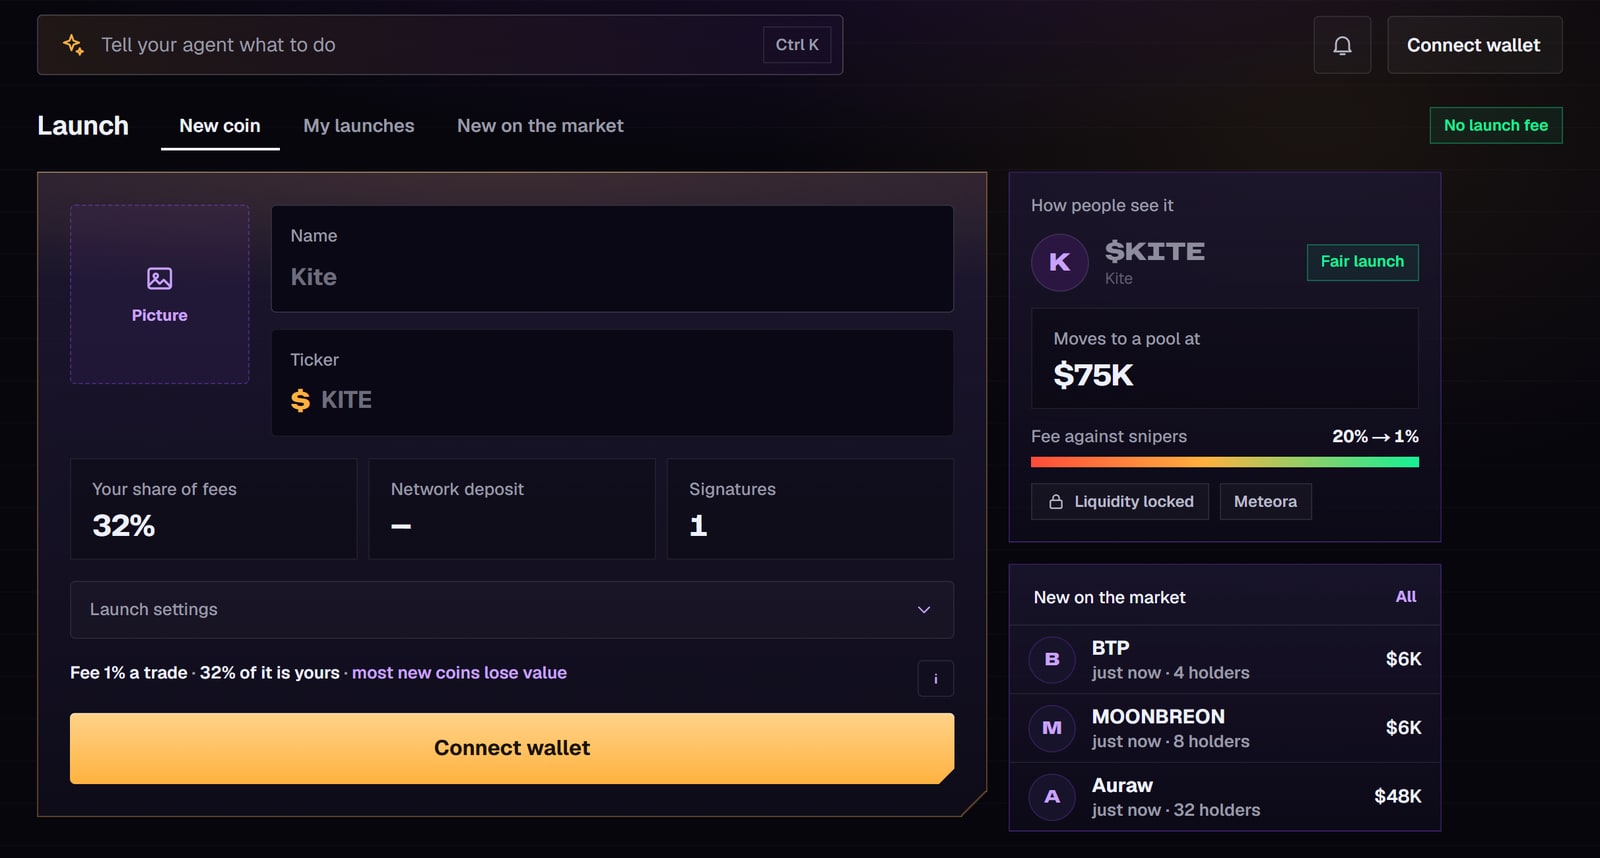 Tell your agent what to do
Ctrl K
Connect wallet
Launch
New coin
My launches
New on the market
No launch fee
Picture
Name
Kite
Ticker
$ KITE
Your share of fees
32%
Network deposit
–
Signatures
1
Launch settings
Fee 1% a trade · 32% of it is yours · most new coins lose value
i
Connect wallet
How people see it
K
$KITE
Kite
Fair launch
Moves to a pool at
$75K
Fee against snipers
20% → 1%
Liquidity locked
Meteora
New on the market
All
B
BTP
just now · 4 holders
$6K
M
MOONBREON
just now · 8 holders
$6K
A
Auraw
just now · 32 holders
$48K